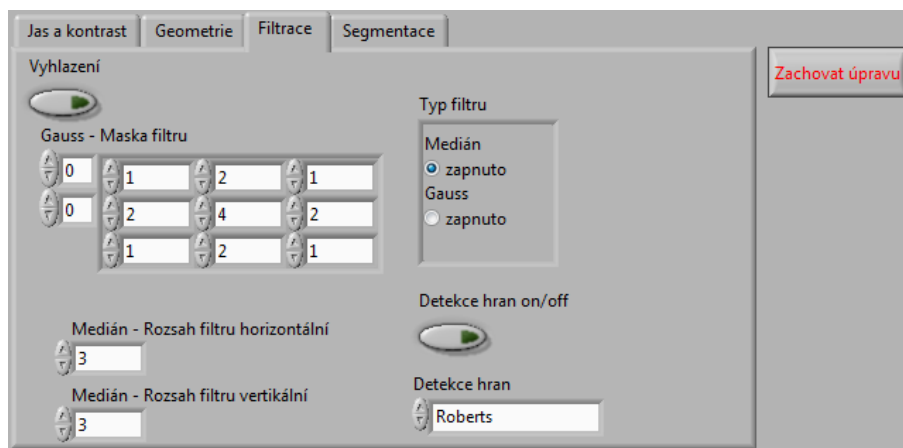 Jas a kontrast Geometrie Filtrace Segmentace
Zachovat úpravu
Vyhlazení
Gauss - Maska filtru
0 1 2 1
0 2 4 2
1 2 1
Medián - Rozsah filtru horizontální
3
Medián - Rozsah filtru vertikální
3
Typ filtru
Medián
zapnuto
Gauss
zapnuto
Detekce hran on/off
Detekce hran
Roberts